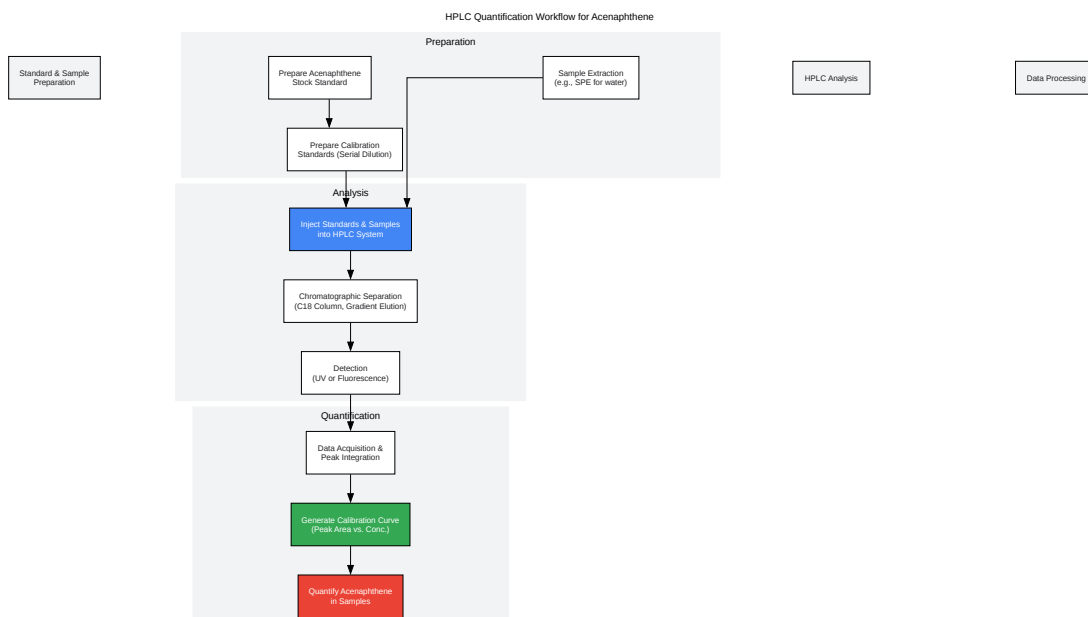 HPLC Quantification Workflow for Acenaphthene
Preparation
Standard & Sample
Preparation
Prepare Acenaphthene
Stock Standard
Sample Extraction
(e.g., SPE for water)
HPLC Analysis
Data Processing
Prepare Calibration
Standards (Serial Dilution)
Analysis
Inject Standards & Samples
into HPLC System
Chromatographic Separation
(C18 Column, Gradient Elution)
Detection
(UV or Fluorescence)
Quantification
Data Acquisition &
Peak Integration
Generate Calibration Curve
(Peak Area vs. Conc.)
Quantify Acenaphthene
in Samples